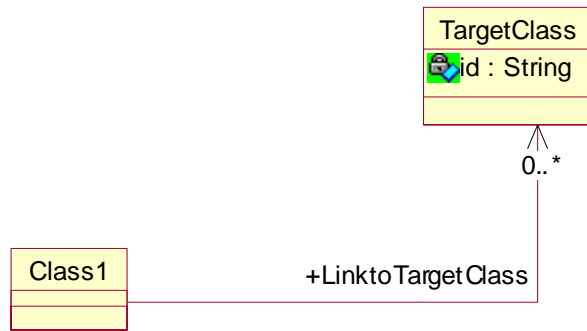 TargetClass
id : String
0..*
+LinktoTargetClass
Class1